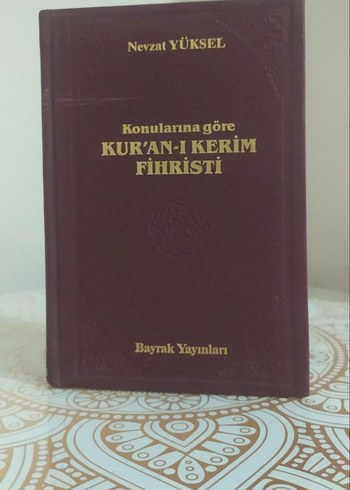 Nevzat YÜKSEL
Konularına göre
KUR'AN-I KERİM
FİHRİSTİ
Bayrak Yayınları